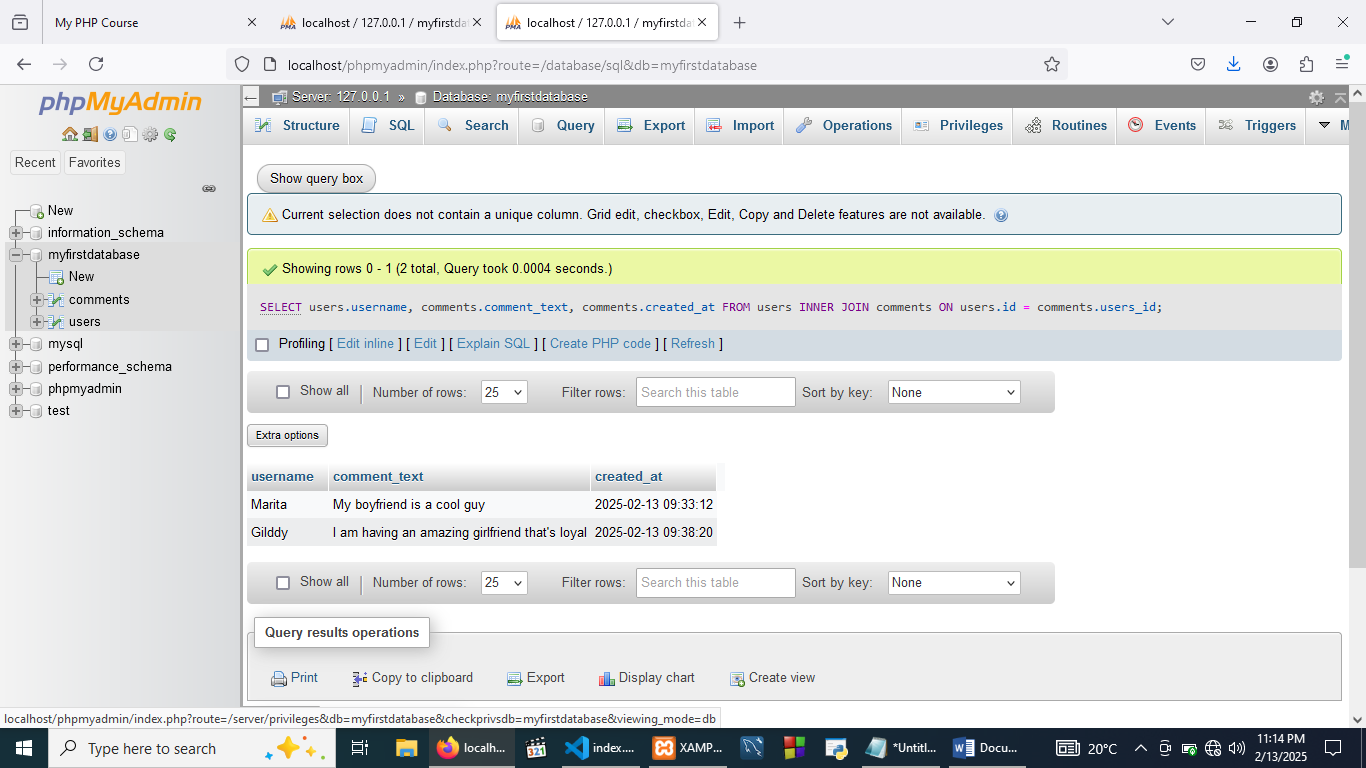 My PHP Course
localhost / 127.0.0.1 / myfirstdat
localhost / 127.0.0.1 / myfirstdat
localhost/phpmyadmin/index.php?route=/database/sql&db=myfirstdatabase
phpMyAdmin
Recent Favorites
New
information_schema
myfirstdatabase
New
comments
users
mysql
performance_schema
phpmyadmin
test
Server: 127.0.0.1 » Database: myfirstdatabase
Structure SQL Search Query Export Import Operations Privileges Routines Events Triggers M
Show query box
Current selection does not contain a unique column. Grid edit, checkbox, Edit, Copy and Delete features are not available.
Showing rows 0 - 1 (2 total, Query took 0.0004 seconds.)
SELECT users.username, comments.comment_text, comments.created_at FROM users INNER JOIN comments ON users.id = comments.users_id;
Profiling [ Edit inline ] [ Edit ] [ Explain SQL ] [ Create PHP code ] [ Refresh ]
Show all Number of rows: 25 Filter rows: Search this table Sort by key: None
Extra options
username comment_text created_at
Marita My boyfriend is a cool guy 2025-02-13 09:33:12
Gilddy I am having an amazing girlfriend that's loyal 2025-02-13 09:38:20
Show all Number of rows: 25 Filter rows: Search this table Sort by key: None
Query results operations
Print Copy to clipboard Export Display chart Create view
localhost/phpmyadmin/index.php?route=/server/privileges&db=myfirstdatabase&checkprivsdb=myfirstdatabase&viewing_mode=db
Type here to search
localh... 321 index.... XAMP... *Untitl... Docu... 20°C
11:14 PM
2/13/2025